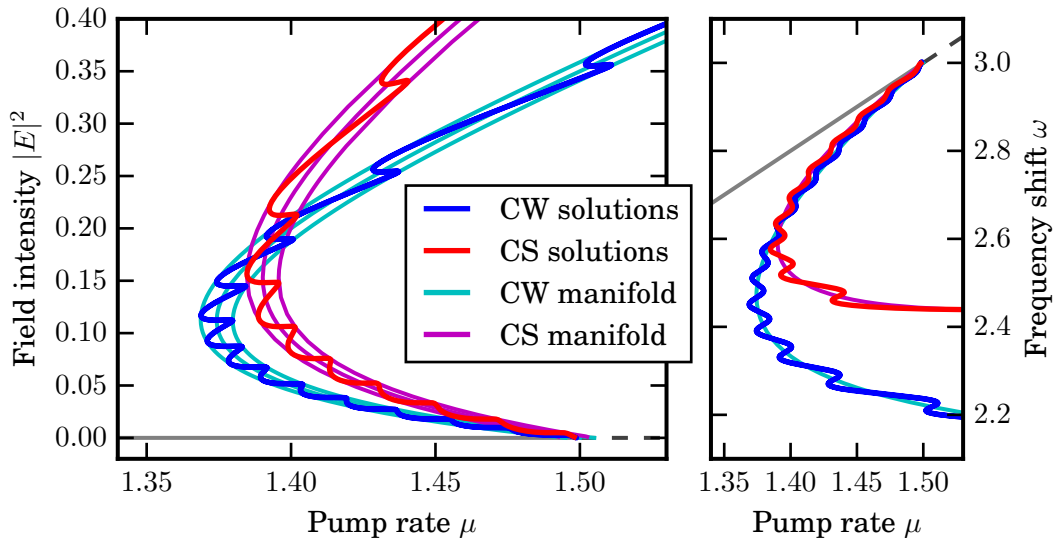 0.40
0.35
0.30
0.25
0.20
0.15
0.10
0.05
0.00
Field intensity |E|²
1.35
1.40
1.45
1.50
Pump rate μ
CW solutions
CS solutions
CW manifold
CS manifold
3.0
2.8
2.6
2.4
2.2
Frequency shift ω
1.35
1.40
1.45
1.50
Pump rate μ